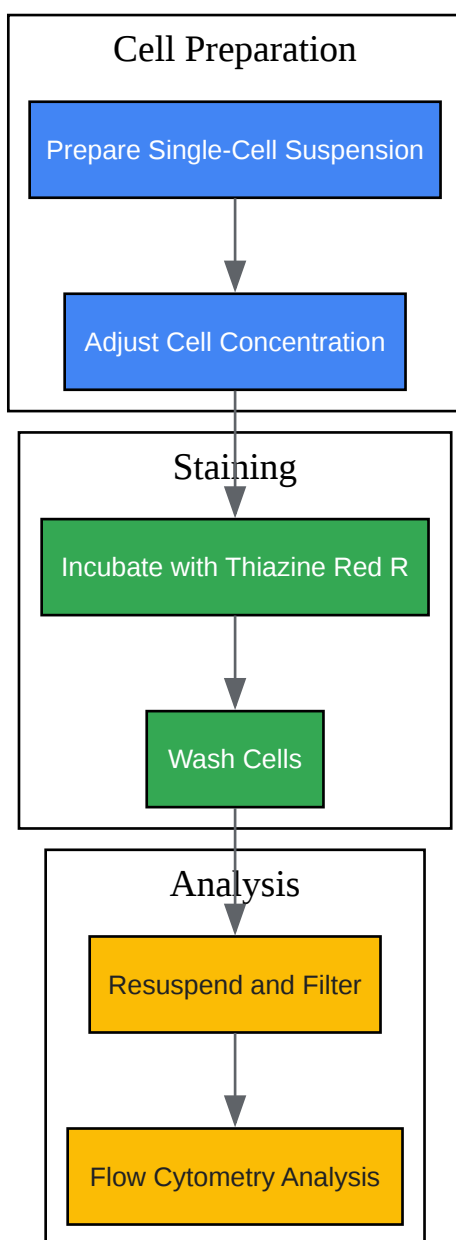 Cell Preparation
Prepare Single-Cell Suspension
Adjust Cell Concentration
Staining
Incubate with Thiazine Red R
Wash Cells
Analysis
Resuspend and Filter
Flow Cytometry Analysis